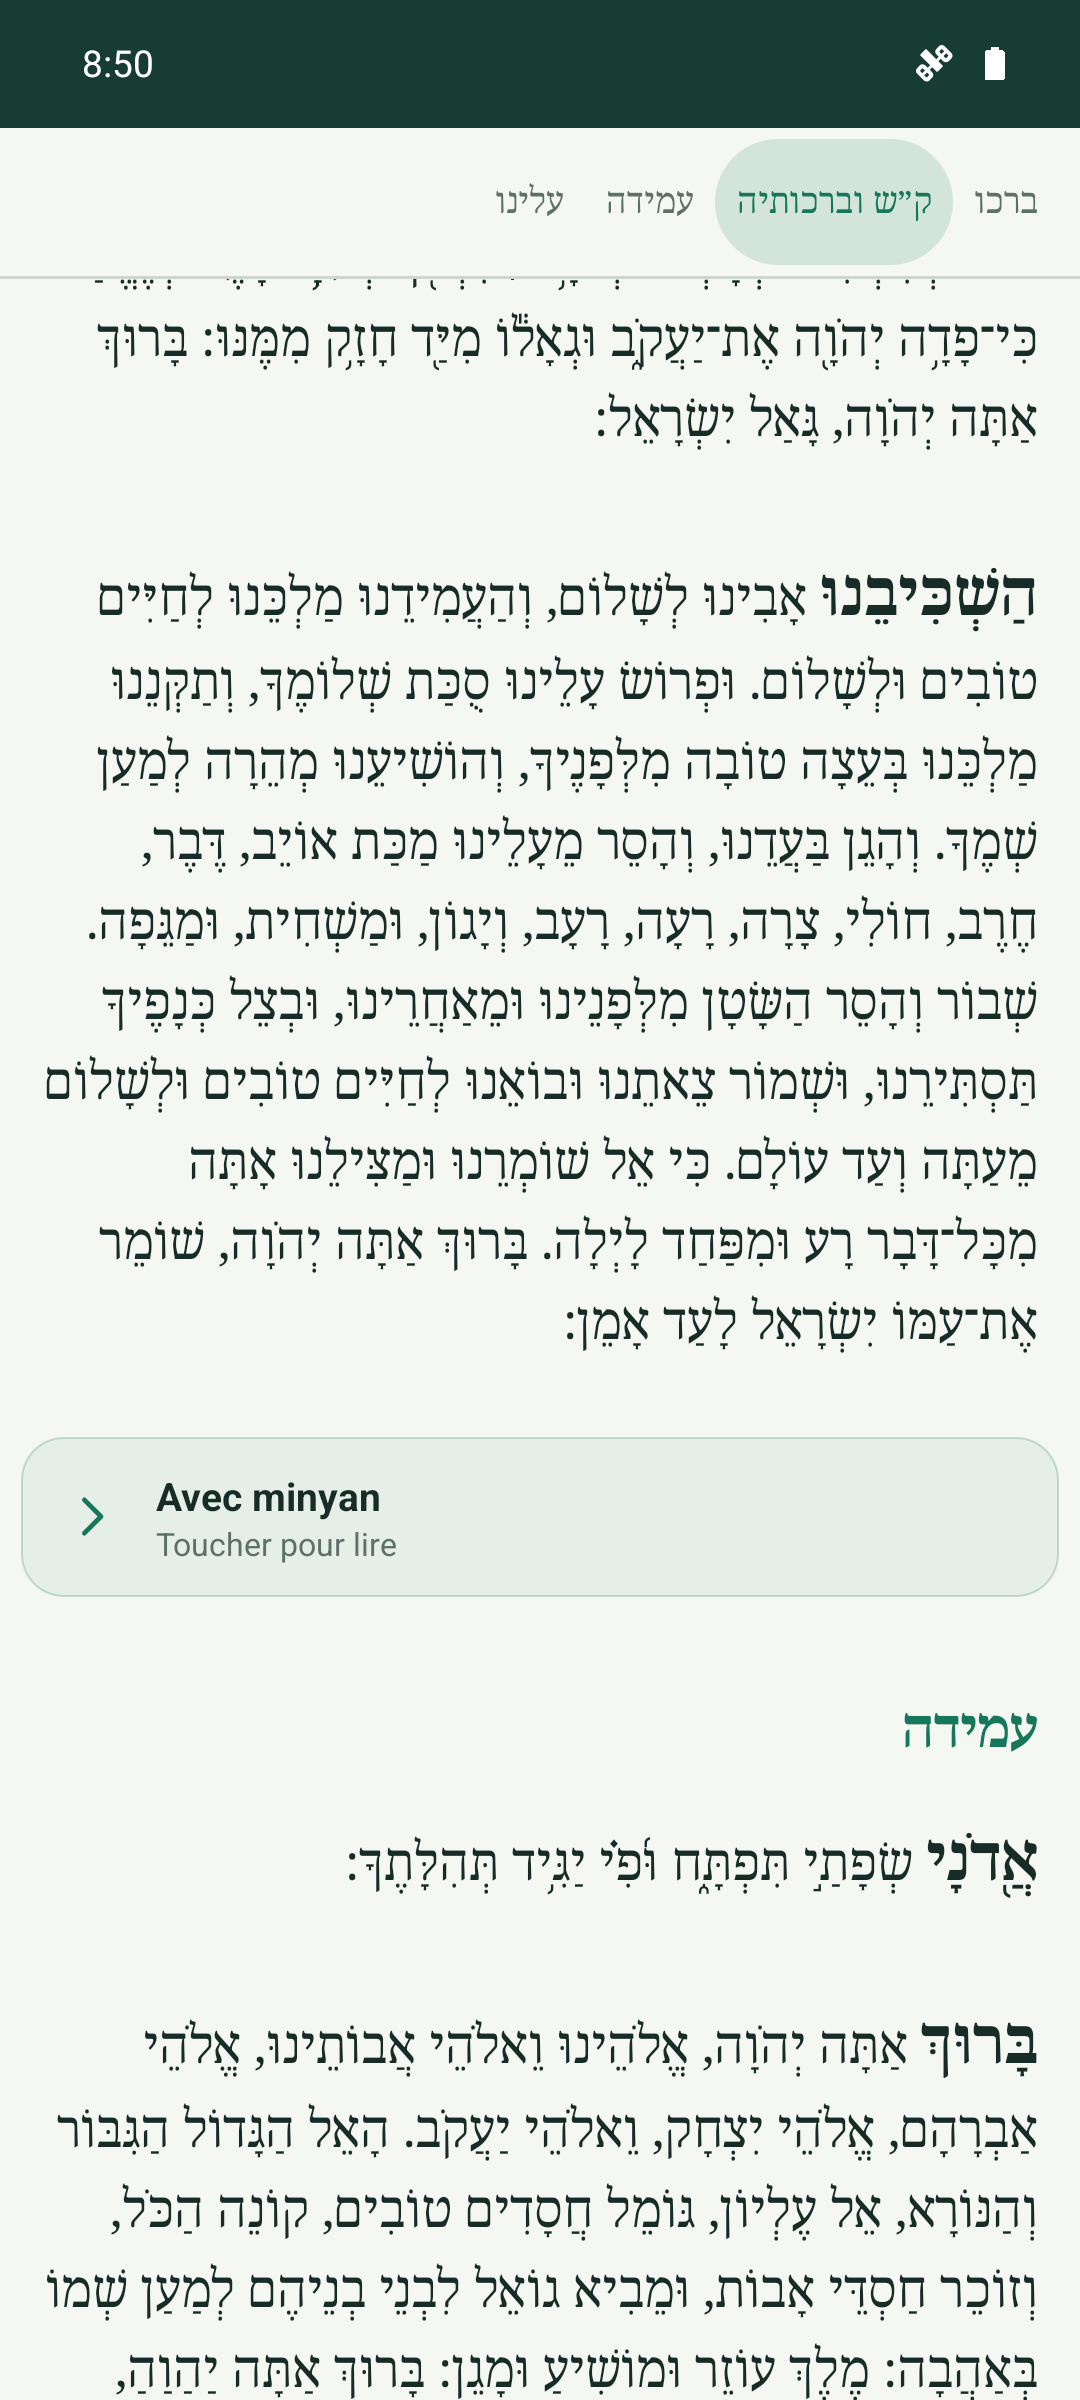 8:50
ברכו ק״ש וברכותיה עמידה עלינו
כִּי־פָדָ֥ה יְהֹוָ֖ה אֶת־יַעֲקֹ֑ב וּגְאָל֕וֹ מִיַּ֖ד חָזָ֥ק מִמֶּֽנּוּ: בָּרוּךְ
אַתָּה יְהֹוָה, גָּאַל יִשְׂרָאֵל:
הַשְׁכִּיבֵנוּ אָבִינוּ לְשָׁלוֹם, וְהַעֲמִידֵנוּ מַלְכֵּנוּ לְחַיִּים
טוֹבִים וּלְשָׁלוֹם. וּפְרוֹשׂ עָלֵינוּ סֻכַּת שְׁלוֹמֶךָ, וְתַקְּנֵנוּ
מַלְכֵּנוּ בְּעֵצָה טוֹבָה מִלְּפָנֶיךָ, וְהוֹשִׁיעֵנוּ מְהֵרָה לְמַעַן
שְׁמֶךָ. וְהָגֵן בַּעֲדֵנוּ, וְהָסֵר מֵעָלֵינוּ מַכַּת אוֹיֵב, דֶּבֶר,
חֶרֶב, חוֹלִי, צָרָה, רָעָה, רָעָב, וְיָגוֹן, וּמַשְׁחִית, וּמַגֵּפָה.
שְׁבוֹר וְהָסֵר הַשָּׂטָן מִלְּפָנֵינוּ וּמֵאַחֲרֵינוּ, וּבְצֵל כְּנָפֶיךָ
תַּסְתִּירֵנוּ, וּשְׁמוֹר צֵאתֵנוּ וּבוֹאֵנוּ לְחַיִּים טוֹבִים וּלְשָׁלוֹם
מֵעַתָּה וְעַד עוֹלָם. כִּי אֵל שׁוֹמְרֵנוּ וּמַצִּילֵנוּ אָתָּה
מִכָּל־דָּבָר רָע וּמִפַּחַד לָיְלָה. בָּרוּךְ אַתָּה יְהֹוָה, שׁוֹמֵר
אֶת־עַמּוֹ יִשְׂרָאֵל לָעַד אָמֵן:
Avec minyan
Toucher pour lire
עמידה
אֲ֭דֹנָי שְׂפָתַ֣י תִּפְתָּ֑ח וּ֝פִ֗י יַגִּ֥יד תְּהִלָּתֶֽךָ:
בָּרוּךְ אַתָּה יְהֹוָה, אֱלֹהֵינוּ וֵאלֹהֵי אֲבוֹתֵינוּ, אֱלֹהֵי
אַבְרָהָם, אֱלֹהֵי יִצְחָק, וֵאלֹהֵי יַעֲקֹב. הָאֵל הַגָּדוֹל הַגִּבּוֹר
וְהַנּוֹרָא, אֵל עֶלְיוֹן, גּוֹמֵל חֲסָדִים טוֹבִים, קוֹנֵה הַכֹּל,
וְזוֹכֵר חַסְדֵּי אָבוֹת, וּמֵבִיא גוֹאֵל לִבְנֵי בְנֵיהֶם לְמַעַן שְׁמוֹ
בְּאַהֲבָה: מֶלֶךְ עוֹזֵר וּמוֹשִׁיעַ וּמָגֵן: בָּרוּךְ אַתָּה יַהַוַהַ,